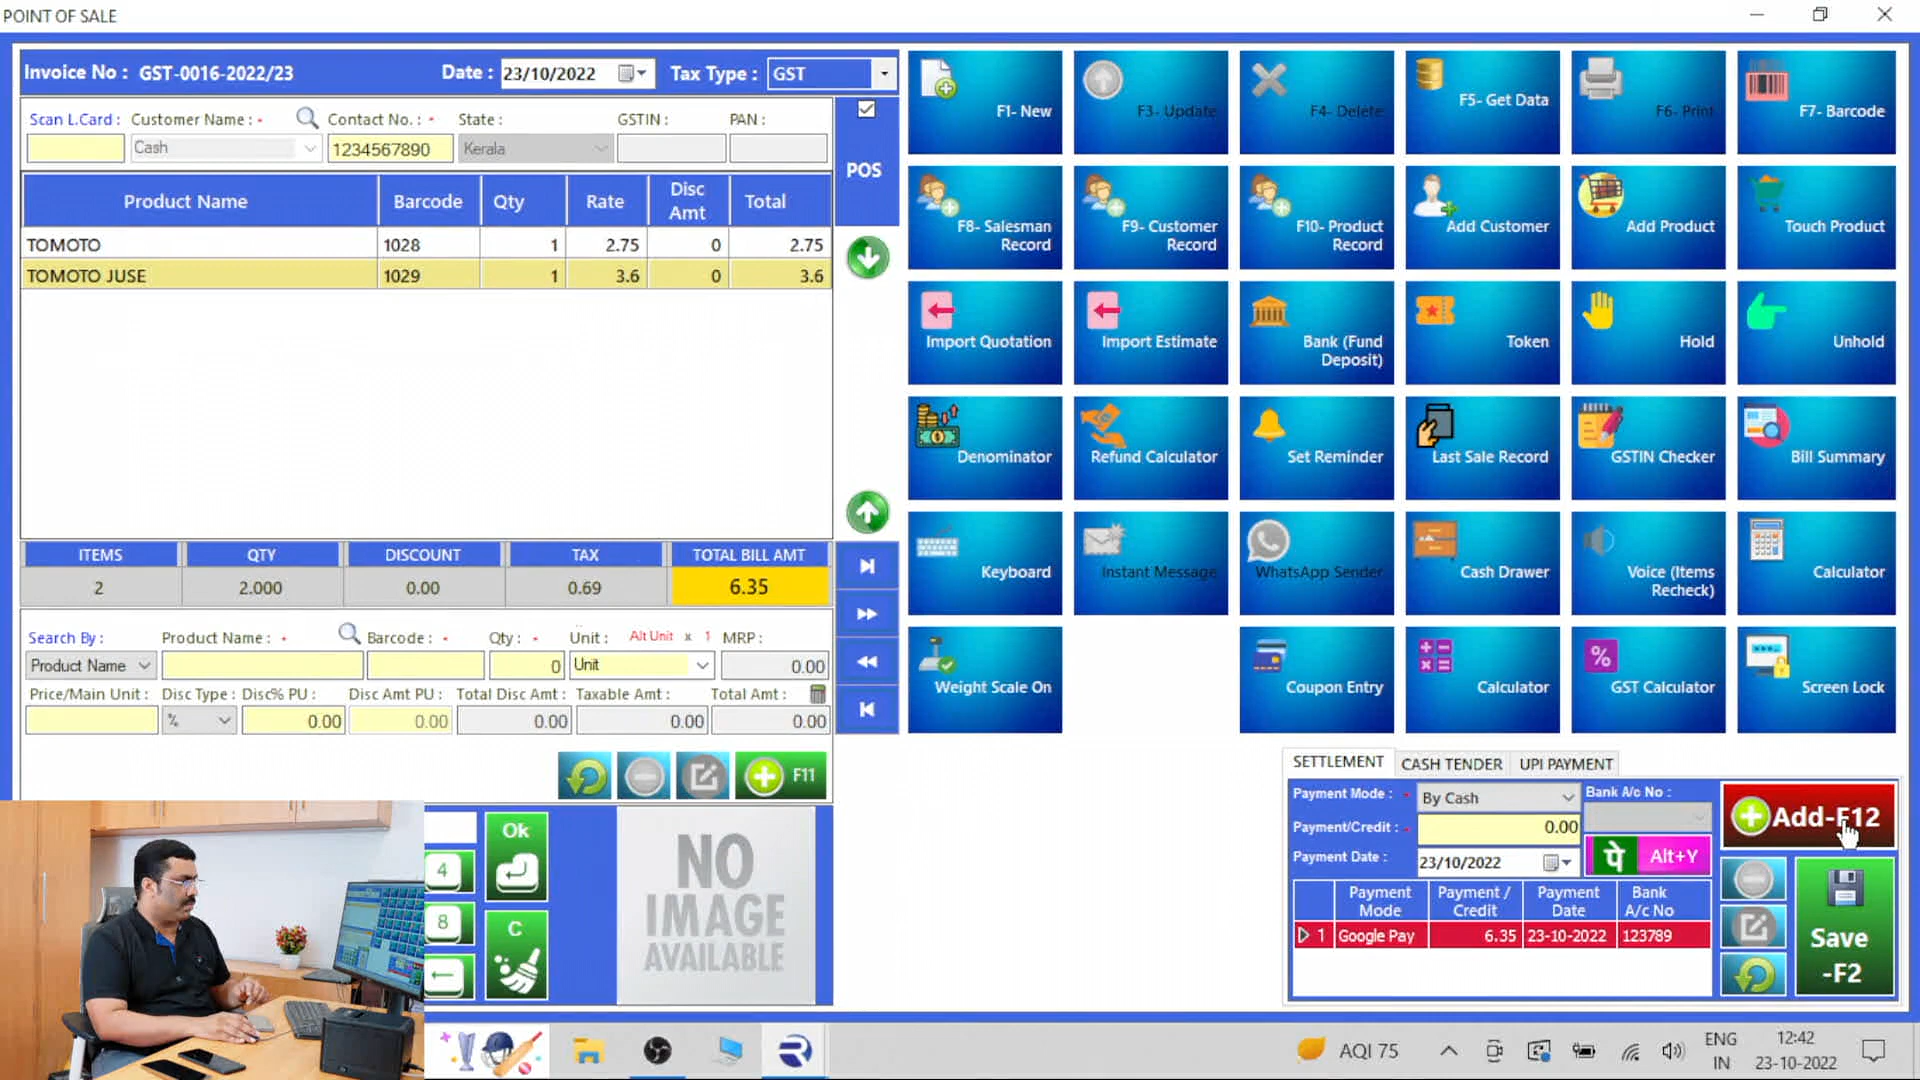 POINT OF SALE
Invoice No : GST-0016-2022/23 Date : 23/10/2022 Tax Type : GST
Scan L.Card : Customer Name : * Contact No. : * State : GSTIN : PAN :
Cash 1234567890 Kerala
POS
Product Name Barcode Qty Rate Disc Amt Total
TOMOTO 1028 1 2.75 0 2.75
TOMOTO JUSE 1029 1 3.6 0 3.6
ITEMS QTY DISCOUNT TAX TOTAL BILL AMT
2 2.000 0.00 0.69 6.35
Search By : Product Name : * Barcode : * Qty : * Unit : Alt Unit x 1 MRP :
Product Name 0 Unit 0.00
Price/Main Unit : Disc Type : Disc% PU : Disc Amt PU : Total Disc Amt : Taxable Amt : Total Amt :
% 0.00 0.00 0.00 0.00 0.00
F11
Ok
4
8
C
NO
IMAGE
AVAILABLE
F1- New F3- Update F4- Delete F5- Get Data F6- Print F7- Barcode
F8- Salesman Record F9- Customer Record F10- Product Record Add Customer Add Product Touch Product
Import Quotation Import Estimate Bank (Fund Deposit) Token Hold Unhold
Denominator Refund Calculator Set Reminder Last Sale Record GSTIN Checker Bill Summary
Keyboard Instant Message WhatsApp Sender Cash Drawer Voice (Items Recheck) Calculator
Weight Scale On Coupon Entry Calculator GST Calculator Screen Lock
SETTLEMENT CASH TENDER UPI PAYMENT
Payment Mode : * By Cash Bank A/c No :
Payment/Credit : * 0.00
Payment Date : 23/10/2022 पे Alt+Y
Add-F12
Payment Mode Payment / Credit Payment Date Bank A/c No
1 Google Pay 6.35 23-10-2022 123789
Save
-F2
AQI 75 ENG IN 12:42 23-10-2022